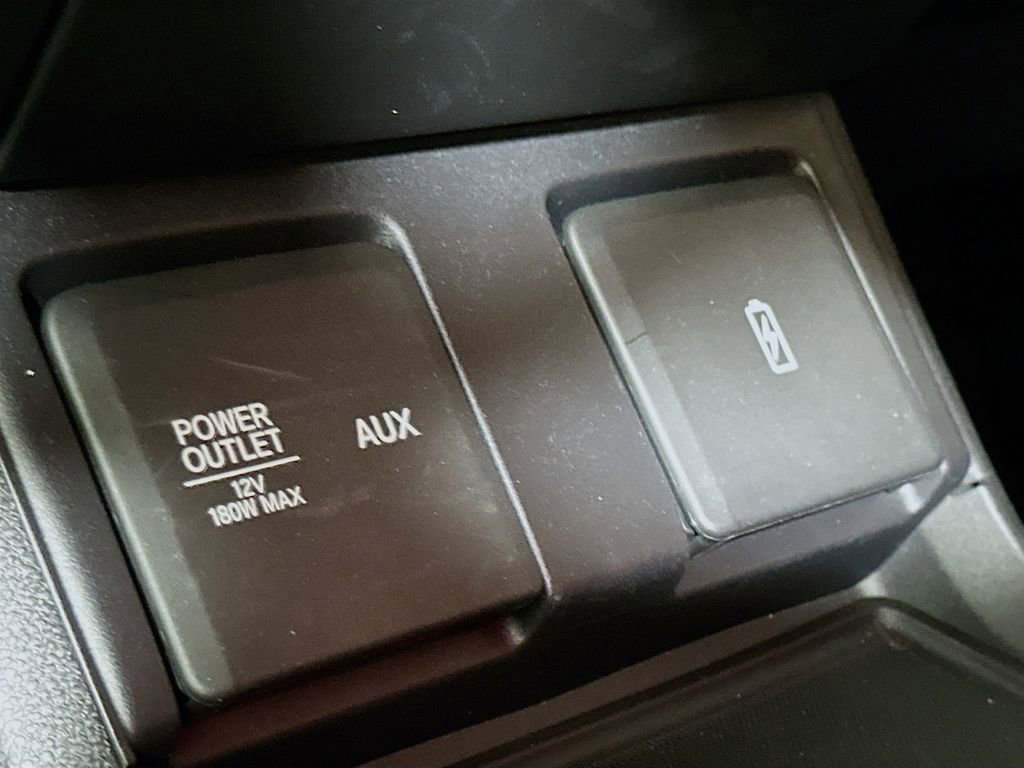 POWER
OUTLET
12V
180W MAX
AUX